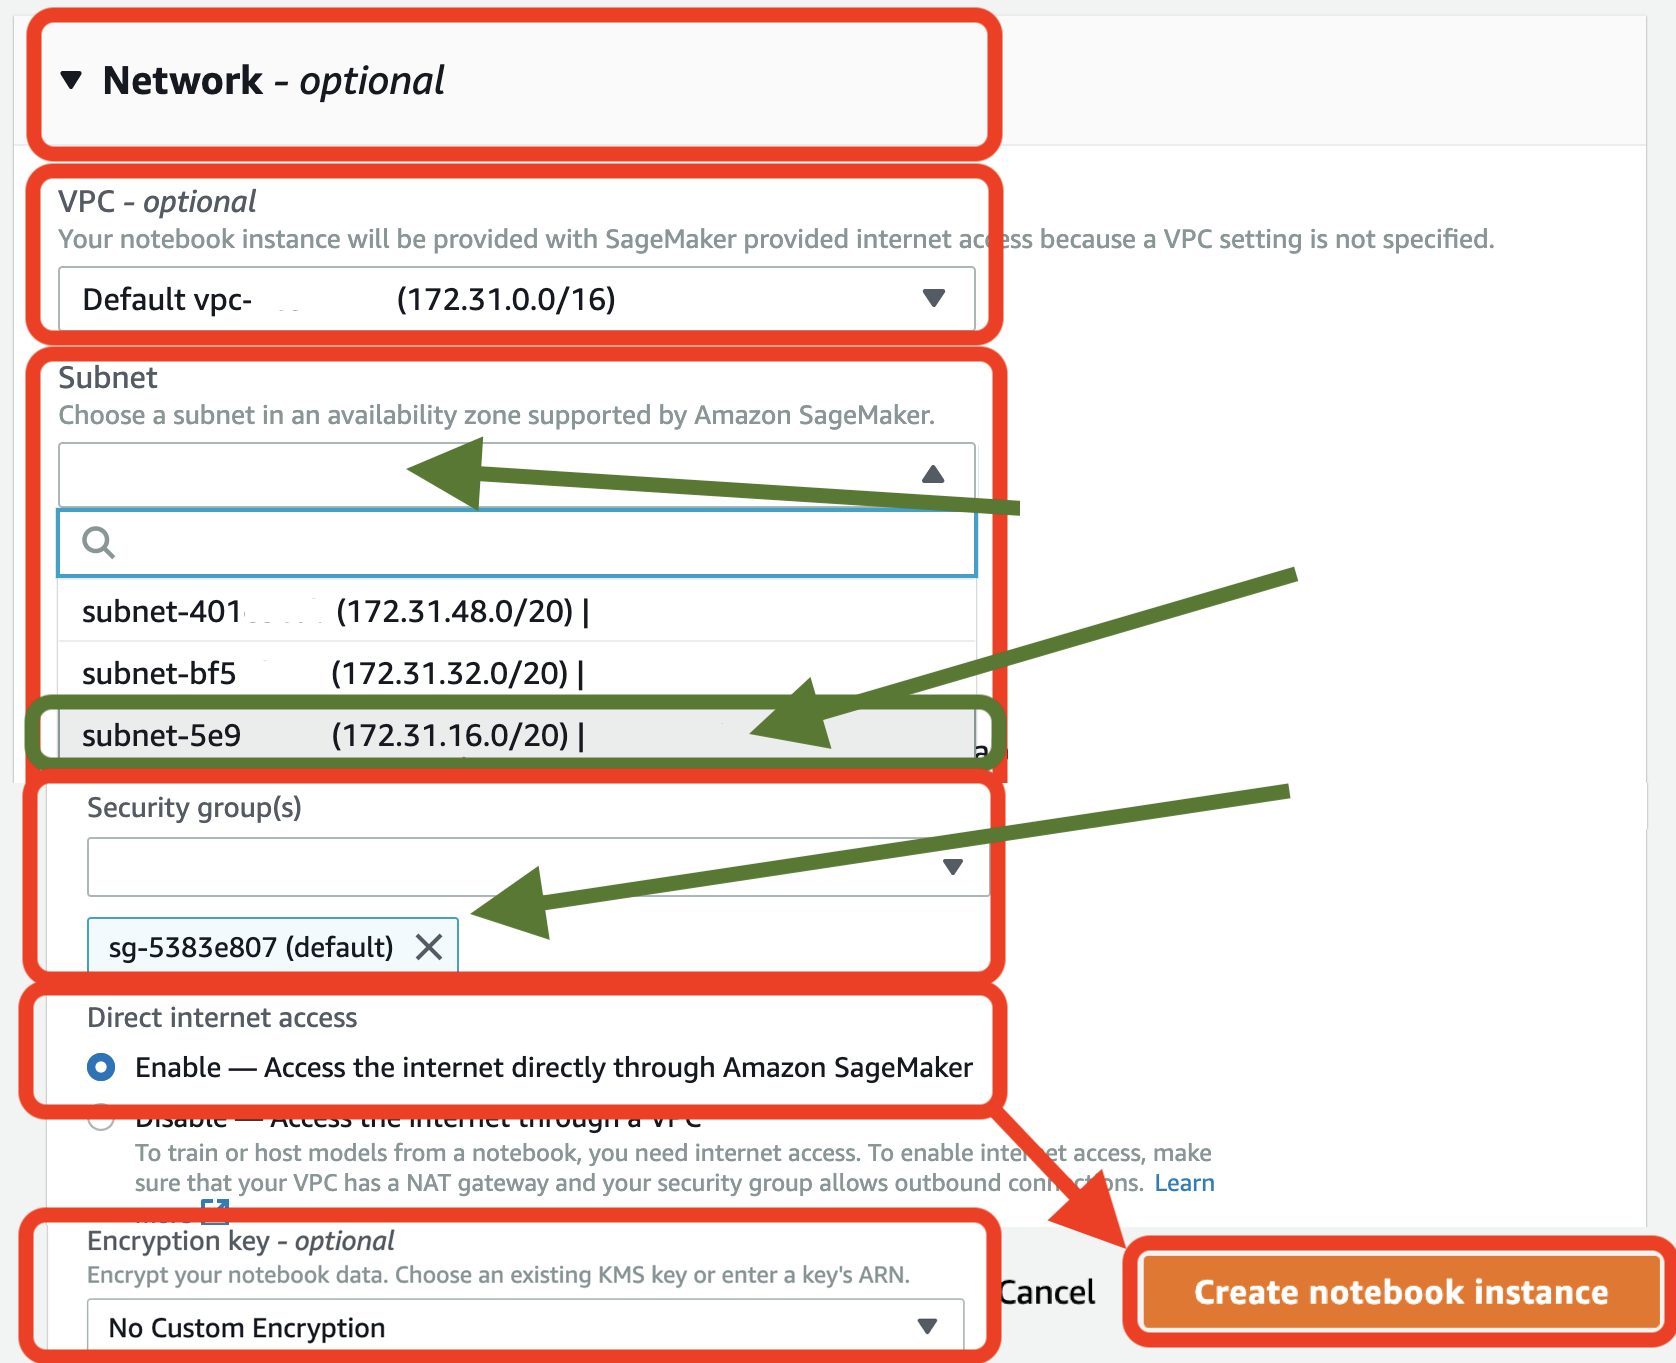 Network - optional
VPC - optional
Your notebook instance will be provided with SageMaker provided internet access because a VPC setting is not specified.
Default vpc- (172.31.0.0/16)
Subnet
Choose a subnet in an availability zone supported by Amazon SageMaker.
subnet-401 (172.31.48.0/20) |
subnet-bf5 (172.31.32.0/20) |
subnet-5e9 (172.31.16.0/20) |
Security group(s)
sg-5383e807 (default)
Direct internet access
Enable — Access the internet directly through Amazon SageMaker
Disable — Access the internet through a VPC
To train or host models from a notebook, you need internet access. To enable internet access, make
sure that your VPC has a NAT gateway and your security group allows outbound connections. Learn
Encryption key - optional
Encrypt your notebook data. Choose an existing KMS key or enter a key's ARN.
No Custom Encryption
Cancel
Create notebook instance